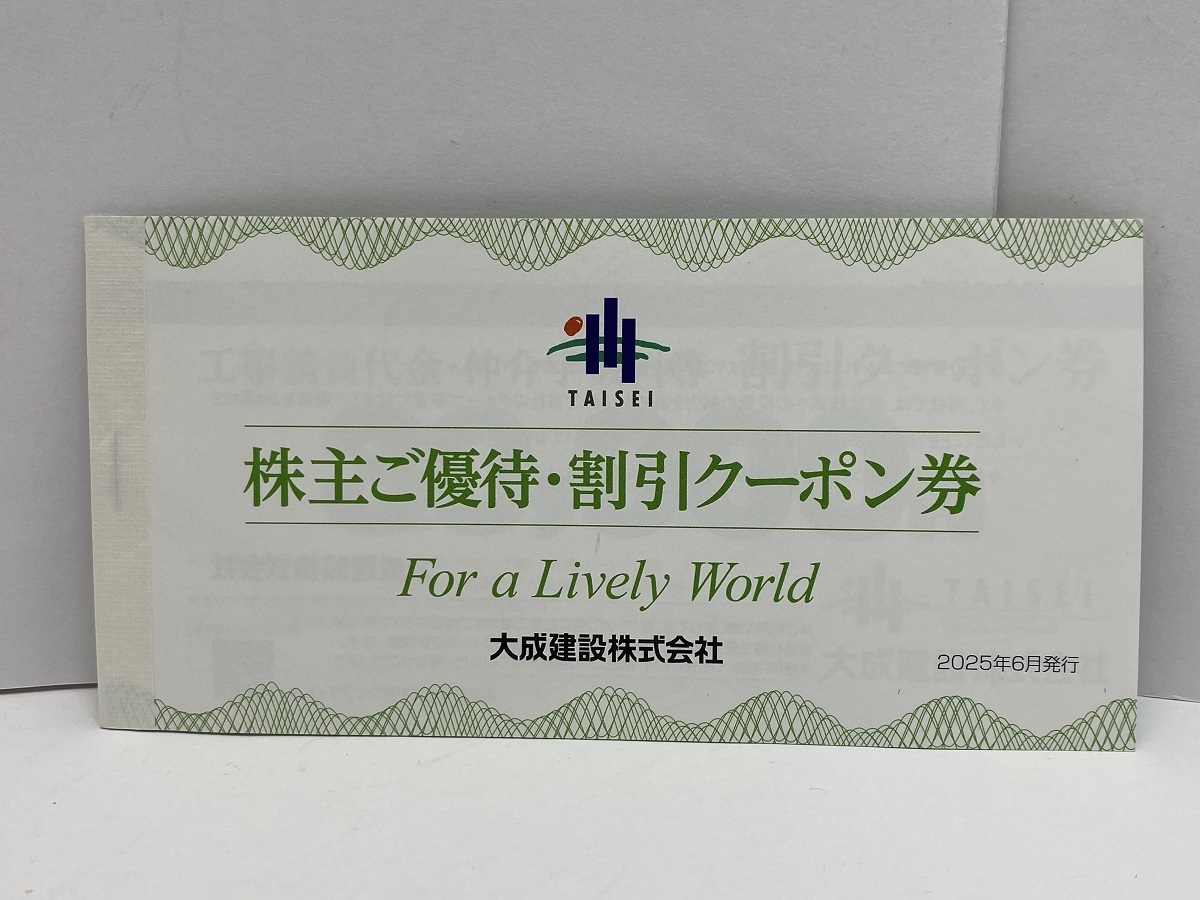 TAISEI
株主ご優待・割引クーポン券
For a Lively World
大成建設株式会社
2025年6月発行